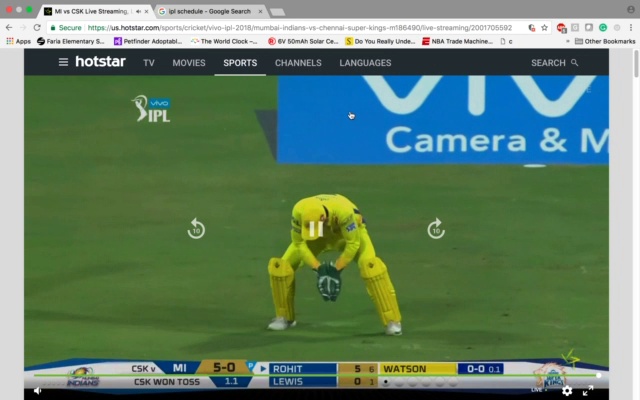 MI vs CSK Live Streaming,
ipl schedule - Google Search
Secure https://us.hotstar.com/sports/cricket/vivo-ipl-2018/mumbai-indians-vs-chennai-super-kings-m186490/live-streaming/2001705592
Apps Faria Elementary S... Petfinder Adoptabl... The World Clock –... 6V 50mAh Solar Ce... Do You Really Unde... NBA Trade Machine... c » Other Bookmarks
hotstar TV MOVIES SPORTS CHANNELS LANGUAGES SEARCH
vivo
IPL
vivo
Camera & M
10 10
CSK v MI 5-0 P ROHIT 5 6 WATSON 0-0 0.1
CSK WON TOSS 1.1 LEWIS 0 1
MUMBAI
INDIANS
KINGS
LIVE